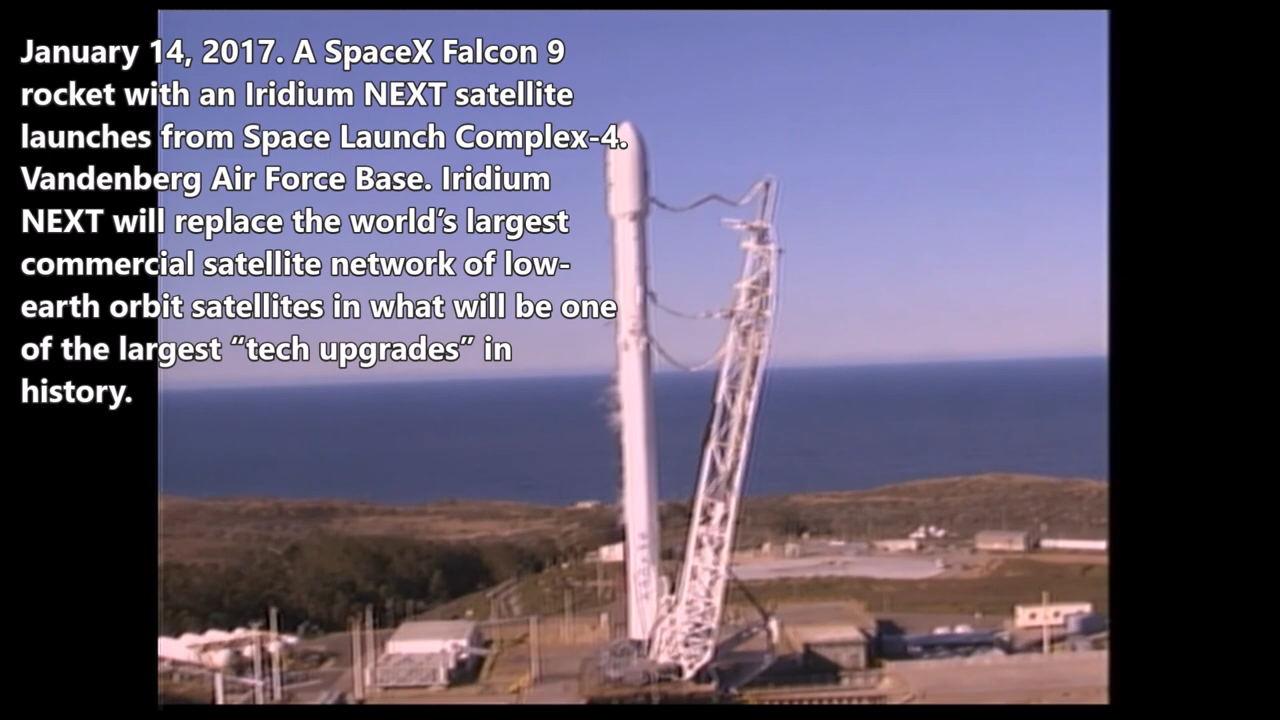 January 14, 2017. A SpaceX Falcon 9
rocket with an Iridium NEXT satellite
launches from Space Launch Complex-4.
Vandenberg Air Force Base. Iridium
NEXT will replace the world’s largest
commercial satellite network of low-
earth orbit satellites in what will be one
of the largest “tech upgrades” in
history.